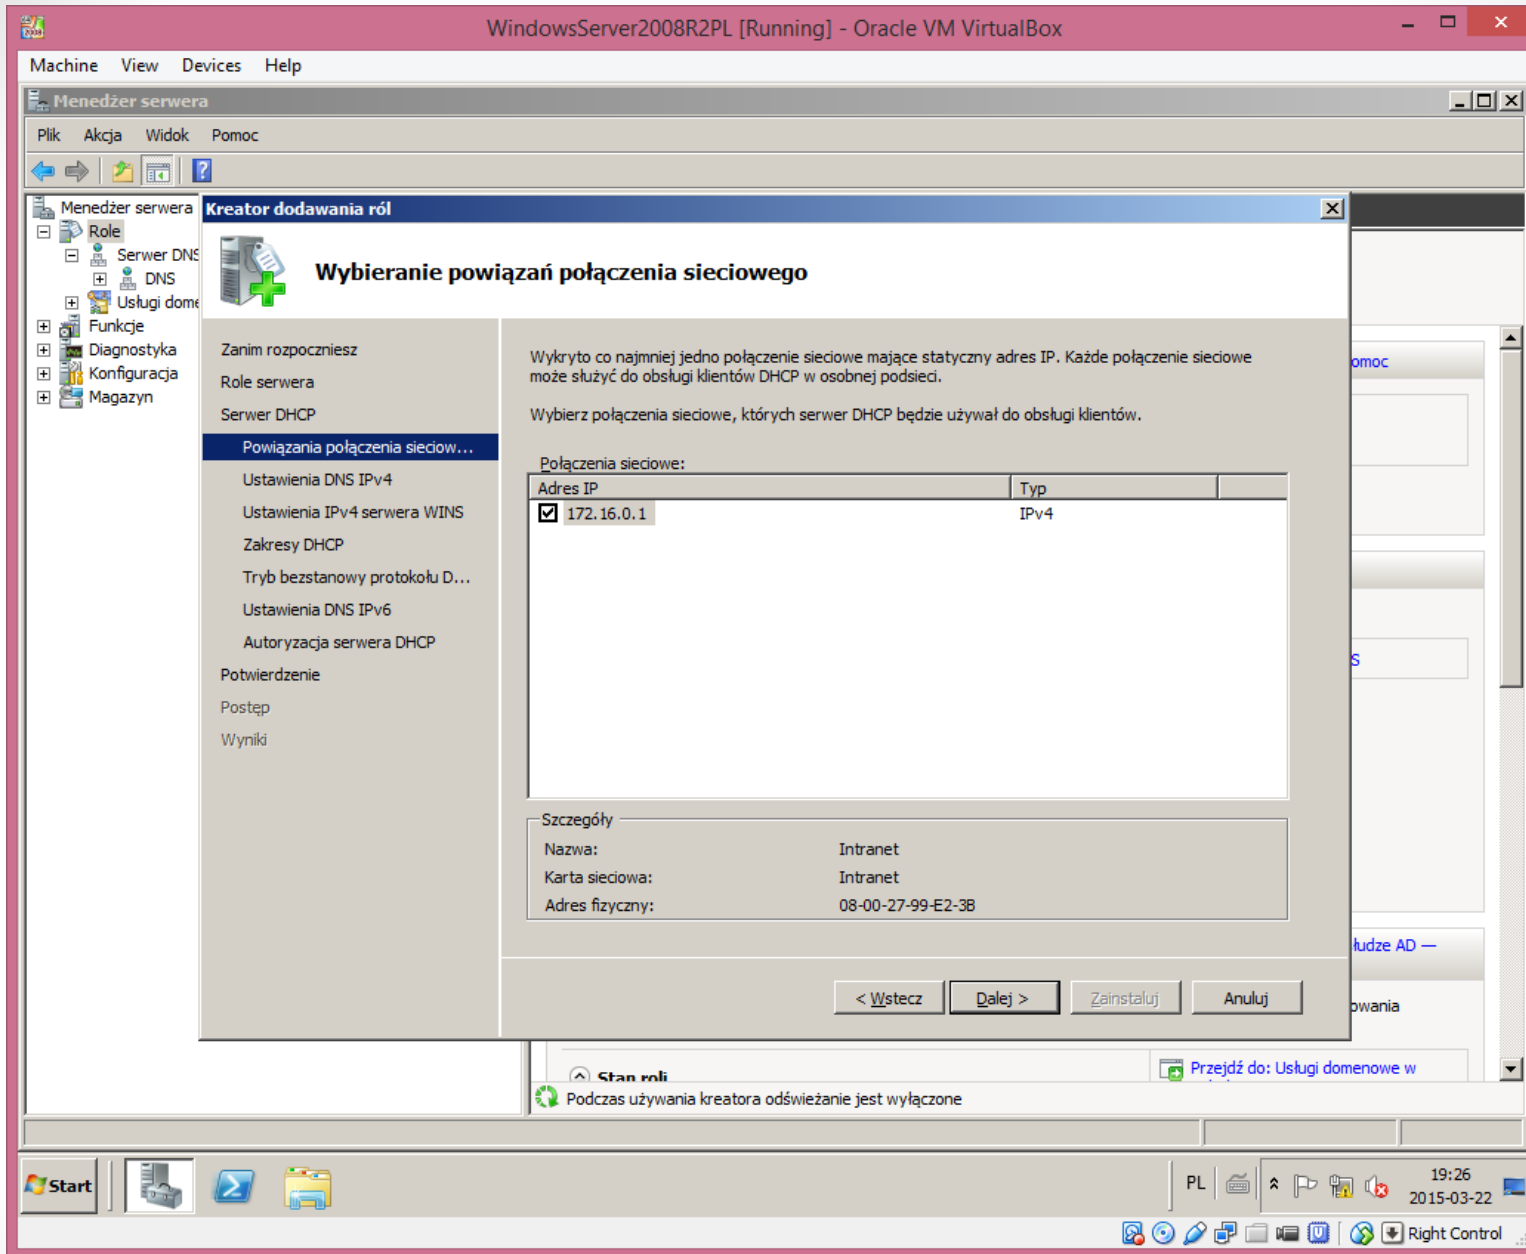 WindowsServer2008R2PL [Running] - Oracle VM VirtualBox
Machine View Devices Help
Menedżer serwera
Plik Akcja Widok Pomoc
Menedżer serwera
Role
Serwer DNS
DNS
Usługi dome
Funkcje
Diagnostyka
Konfiguracja
Magazyn
Kreator dodawania ról
Wybieranie powiązań połączenia sieciowego
Zanim rozpoczniesz
Role serwera
Serwer DHCP
Powiązania połączenia sieciow...
Ustawienia DNS IPv4
Ustawienia IPv4 serwera WINS
Zakresy DHCP
Tryb bezstanowy protokołu D...
Ustawienia DNS IPv6
Autoryzacja serwera DHCP
Potwierdzenie
Postęp
Wyniki
Wykryto co najmniej jedno połączenie sieciowe mające statyczny adres IP. Każde połączenie sieciowe
może służyć do obsługi klientów DHCP w osobnej podsieci.
Wybierz połączenia sieciowe, których serwer DHCP będzie używał do obsługi klientów.
Połączenia sieciowe:
Adres IP Typ
172.16.0.1 IPv4
Szczegóły
Nazwa: Intranet
Karta sieciowa: Intranet
Adres fizyczny: 08-00-27-99-E2-3B
< Wstecz Dalej > Zainstaluj Anuluj
omoc
S
łudze AD —
owania
Stan roli
Przejdź do: Usługi domenowe w
Podczas używania kreatora odświeżanie jest wyłączone
Start
PL
19:26
2015-03-22
Right Control